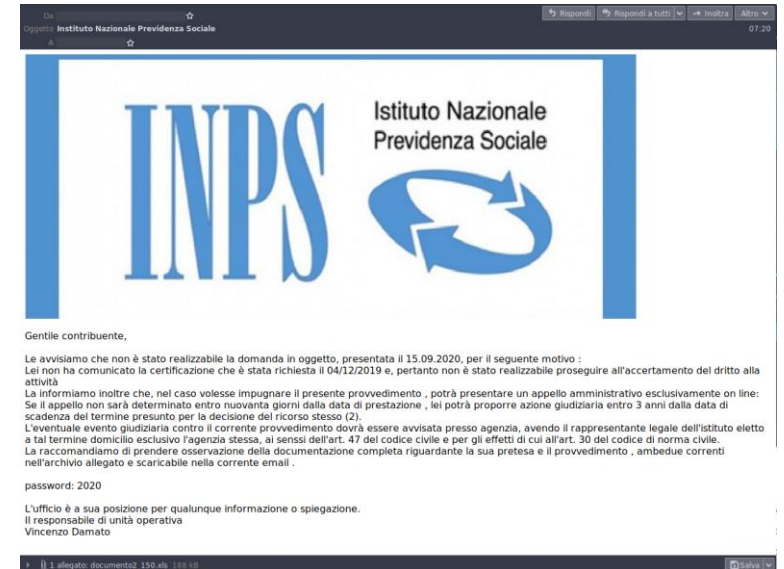 Da
Rispondi Rispondi a tutti Inoltra Altro
Oggetto Instituto Nazionale Previdenza Sociale
07:20
A
INPS
Istituto Nazionale
Previdenza Sociale
Gentile contribuente,
Le avvisiamo che non è stato realizzabile la domanda in oggetto, presentata il 15.09.2020, per il seguente motivo :
Lei non ha comunicato la certificazione che è stata richiesta il 04/12/2019 e, pertanto non è stato realizzabile proseguire all'accertamento del dritto alla
attività
La informiamo inoltre che, nel caso volesse impugnare il presente provvedimento , potrà presentare un appello amministrativo esclusivamente on line:
Se il appello non sarà determinato entro nuovanta giorni dalla data di prestazione , lei potrà proporre azione giudiziaria entro 3 anni dalla data di
scadenza del termine presunto per la decisione del ricorso stesso (2).
L'eventuale evento giudiziaria contro il corrente provvedimento dovrà essere avvisata presso agenzia, avendo il rappresentante legale dell'istituto eletto
a tal termine domicilio esclusivo l'agenzia stessa, ai senssi dell'art. 47 del codice civile e per gli effetti di cui all'art. 30 del codice di norma civile.
La raccomandiamo di prendere osservazione della documentazione completa riguardante la sua pretesa e il provvedimento , ambedue correnti
nell'archivio allegato e scaricabile nella corrente email .
password: 2020
L'ufficio è a sua posizione per qualunque informazione o spiegazione.
Il responsabile di unità operativa
Vincenzo Damato
1 allegato: documento2_150.xls 188 kB
Salva